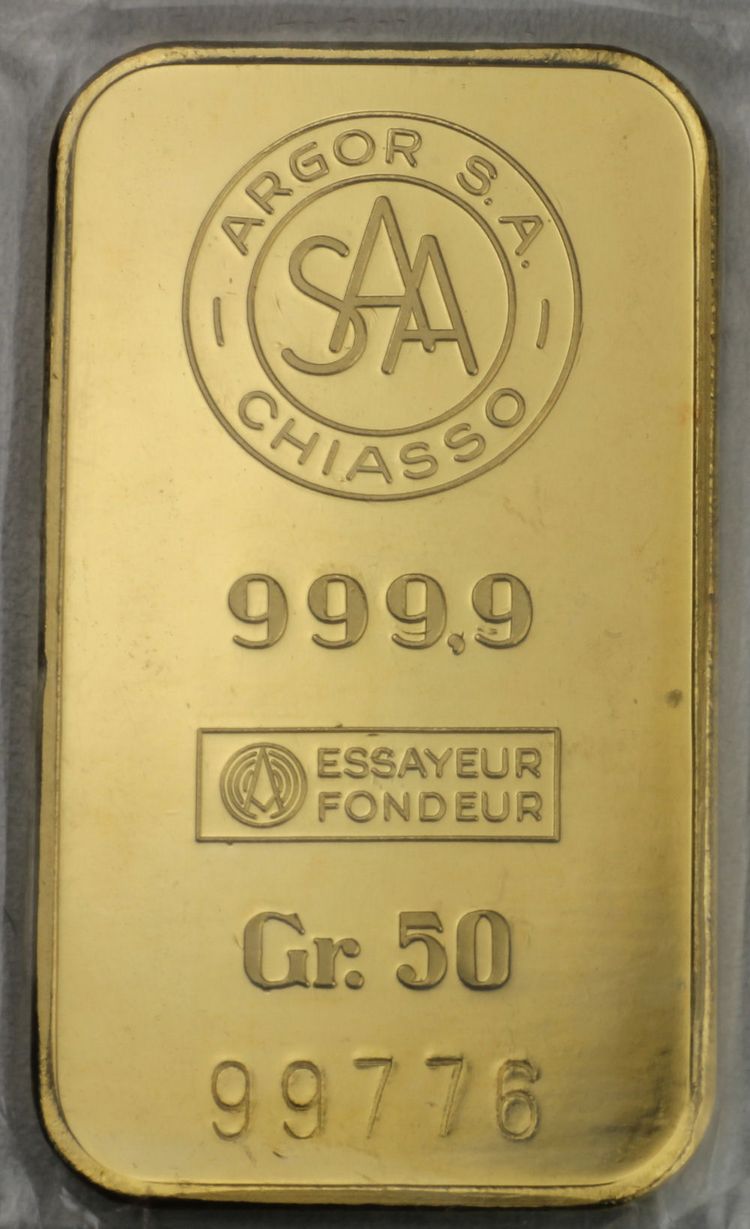 ARGOR S.A.
SAA
CHIASSO
999,9
ESSAYEUR
FONDEUR
Gr. 50
99776